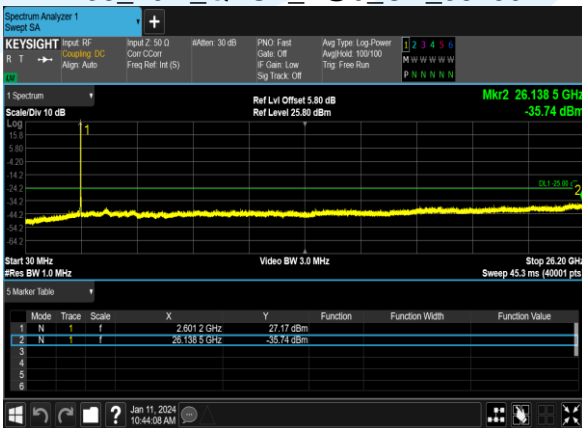 Spectrum Analyzer 1
Swept SA
KEYSIGHT
R T
LW
Input: RF
Coupling: DC
Align: Auto
Input Z: 50 Ω
Corr CCorr
Freq Ref: Int (S)
#Atten: 30 dB
PNO: Fast
Gate: Off
IF Gain: Low
Sig Track: Off
Avg Type: Log-Power
Avg|Hold: 100/100
Trig: Free Run
1 2 3 4 5 6
M W W W W W
P N N N N N
1 Spectrum
Scale/Div 10 dB
Ref Lvl Offset 5.80 dB
Ref Level 25.80 dBm
Mkr2 26.138 5 GHz
-35.74 dBm
Log
15.8
5.80
-4.20
-14.2
-24.2
-34.2
-44.2
-54.2
-64.2
1
DL1 -25.00
2
Start 30 MHz
#Res BW 1.0 MHz
Video BW 3.0 MHz
Stop 26.20 GHz
Sweep 45.3 ms (40001 pts
5 Marker Table
Mode Trace Scale X Y Function Function Width Function Value
1 N 1 f 2.601 2 GHz 27.17 dBm
2 N 1 f 26.138 5 GHz -35.74 dBm
3
4
5
6
Jan 11, 2024
10:44:08 AM